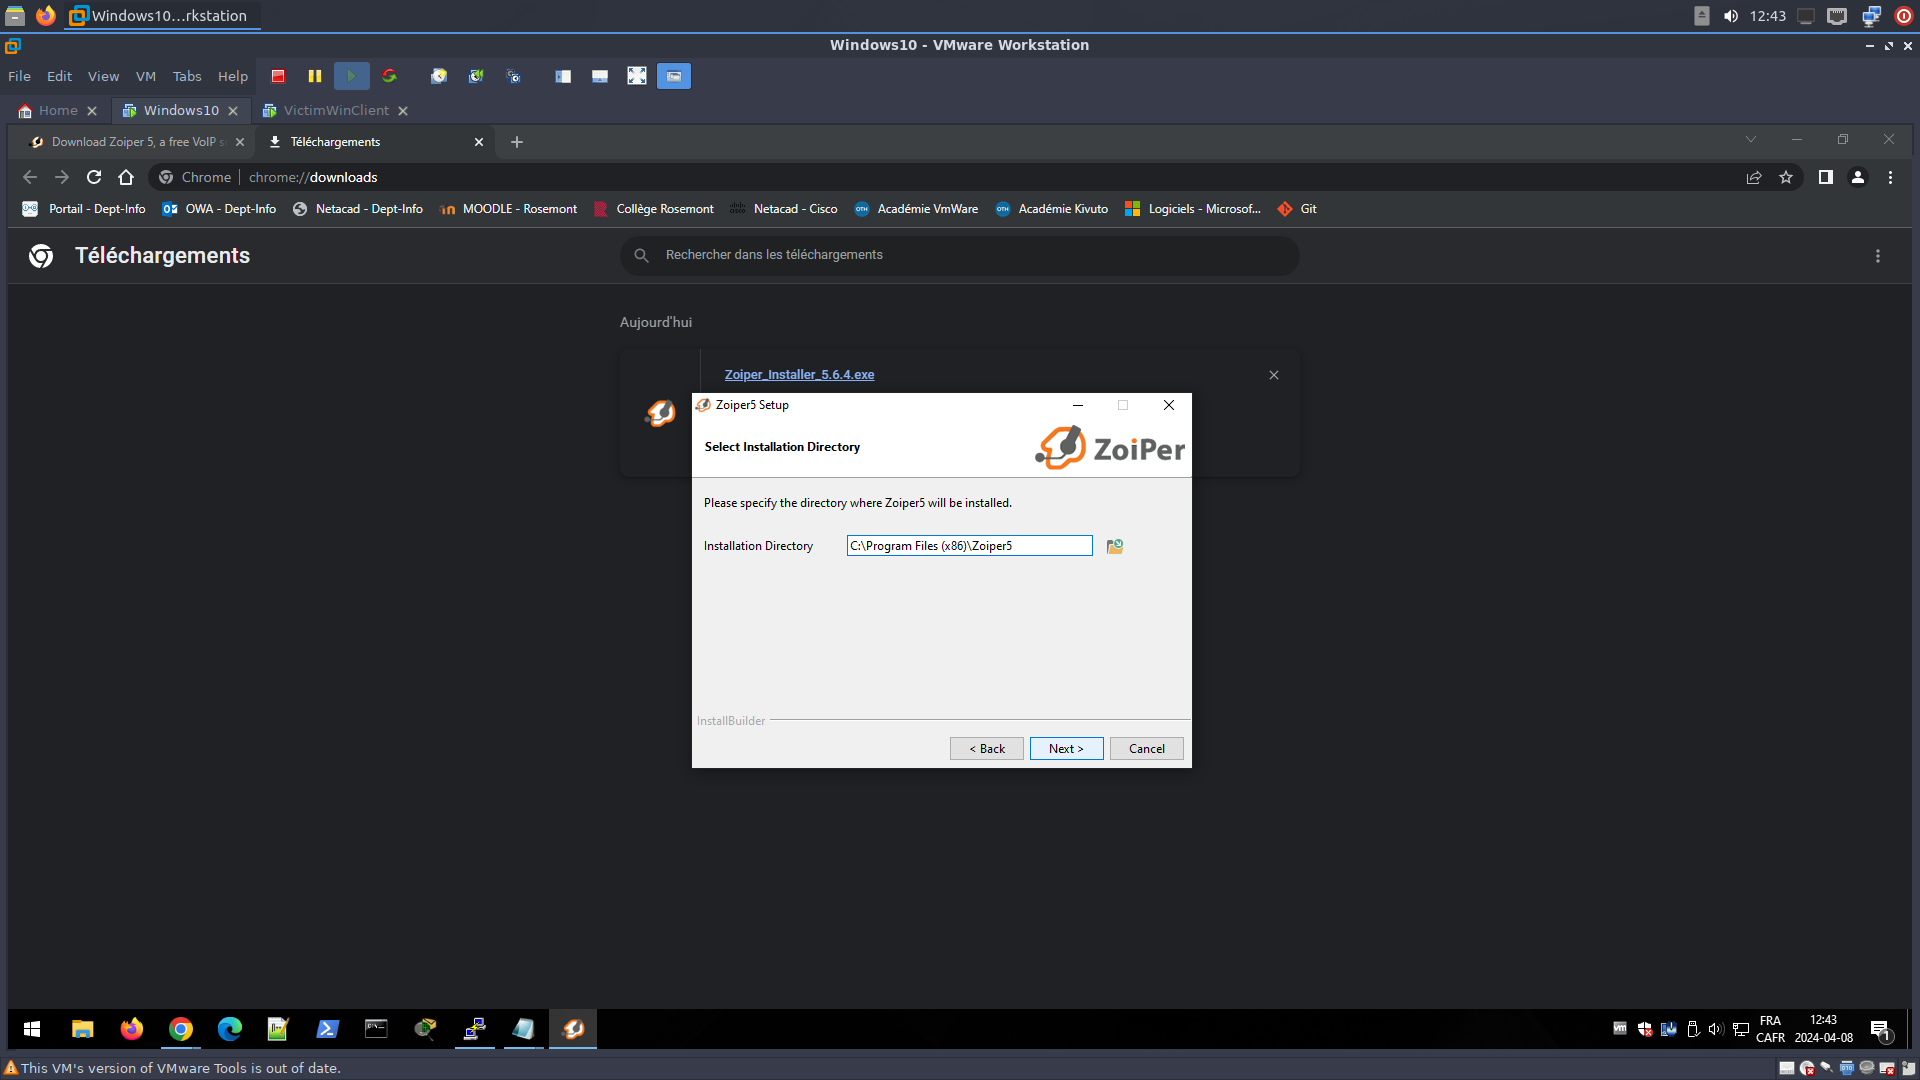 Windows10...rkstation
12:43
Windows10 - VMware Workstation
File Edit View VM Tabs Help
Home Windows10 VictimWinClient
Download Zoiper 5, a free VoIP s Téléchargements
Chrome chrome://downloads
Portail - Dept-Info OWA - Dept-Info Netacad - Dept-Info MOODLE - Rosemont Collège Rosemont Netacad - Cisco Académie VmWare Académie Kivuto Logiciels - Microsof... Git
Téléchargements
Rechercher dans les téléchargements
Aujourd'hui
Zoiper_Installer_5.6.4.exe
Zoiper5 Setup
Select Installation Directory
ZoiPer
Please specify the directory where Zoiper5 will be installed.
Installation Directory C:\Program Files (x86)\Zoiper5
InstallBuilder
< Back Next > Cancel
FRA
CAFR
12:43
2024-04-08
1
This VM's version of VMware Tools is out of date.